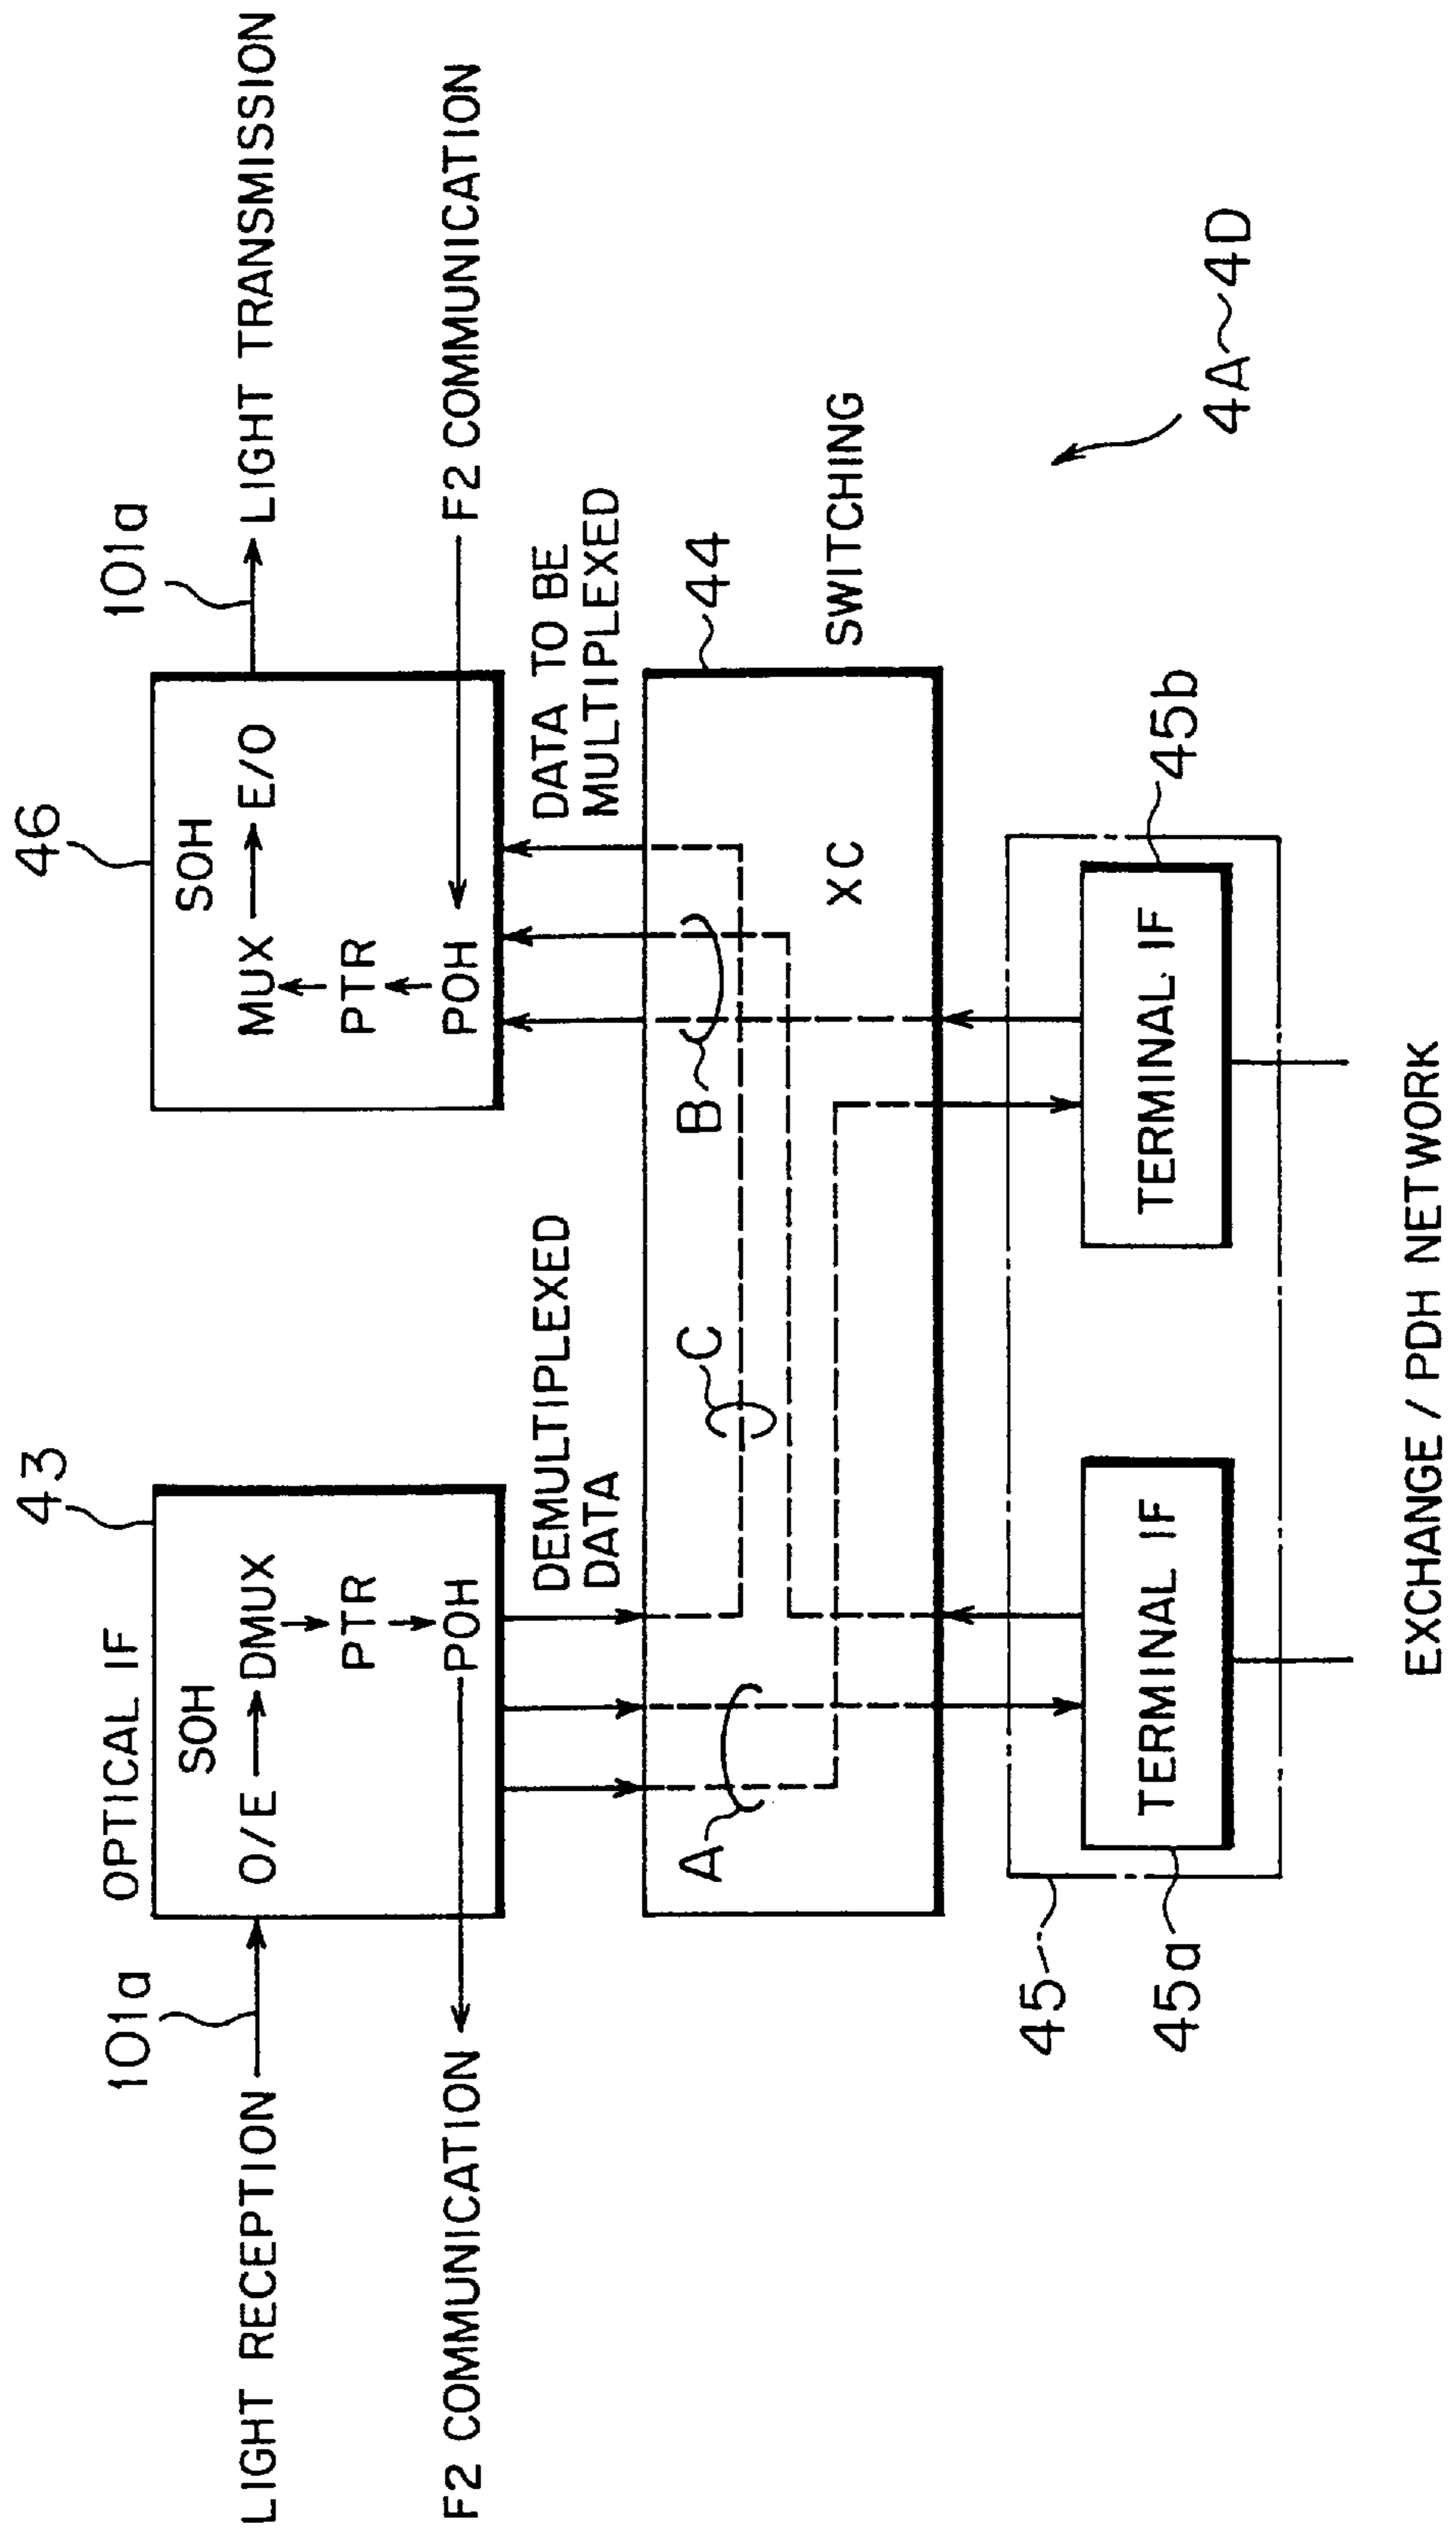 46
43
OPTICAL IF
101a
101a
SOH
SOH
LIGHT RECEPTION
O/E
DMUX
MUX
E/O
LIGHT TRANSMISSION
PTR
PTR
F2 COMMUNICATION
POH
POH
F2 COMMUNICATION
DEMULTIPLEXED
DATA
DATA TO BE
MULTIPLEXED
A
C
B
44
XC
SWITCHING
45
45a
TERMINAL IF
TERMINAL IF
45b
4A~4D
EXCHANGE / PDH NETWORK